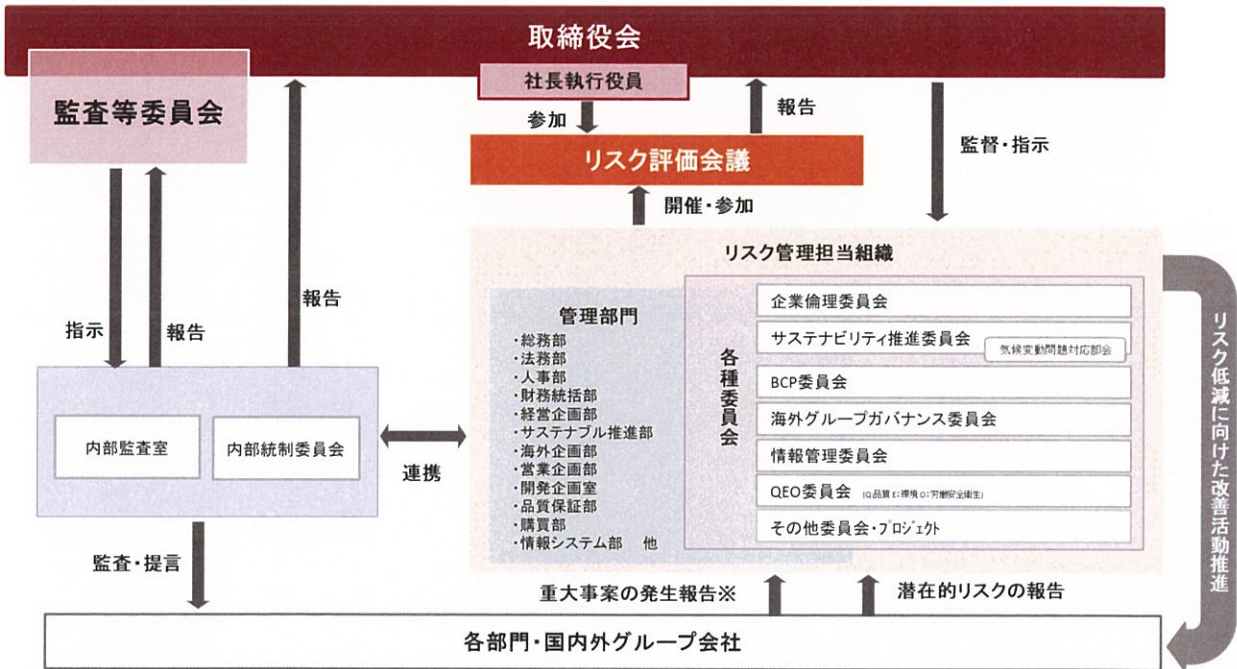 取締役会
社長執行役員
監査等委員会
参加
報告
監督・指示
リスク評価会議
開催・参加
リスク管理担当組織
指示
報告
報告
管理部門
・総務部
・法務部
・人事部
・財務統括部
・経営企画部
・サステナブル推進部
・海外企画部
・営業企画部
・開発企画室
・品質保証部
・購買部
・情報システム部 他
各種委員会
企業倫理委員会
サステナビリティ推進委員会
気候変動問題対応部会
BCP委員会
海外グループガバナンス委員会
情報管理委員会
QEO委員会 (Q:品質 E:環境 O:労働安全衛生)
その他委員会・プロジェクト
リスク低減に向けた改善活動推進
内部監査室
内部統制委員会
連携
監査・提言
重大事案の発生報告※
潜在的リスクの報告
各部門・国内外グループ会社